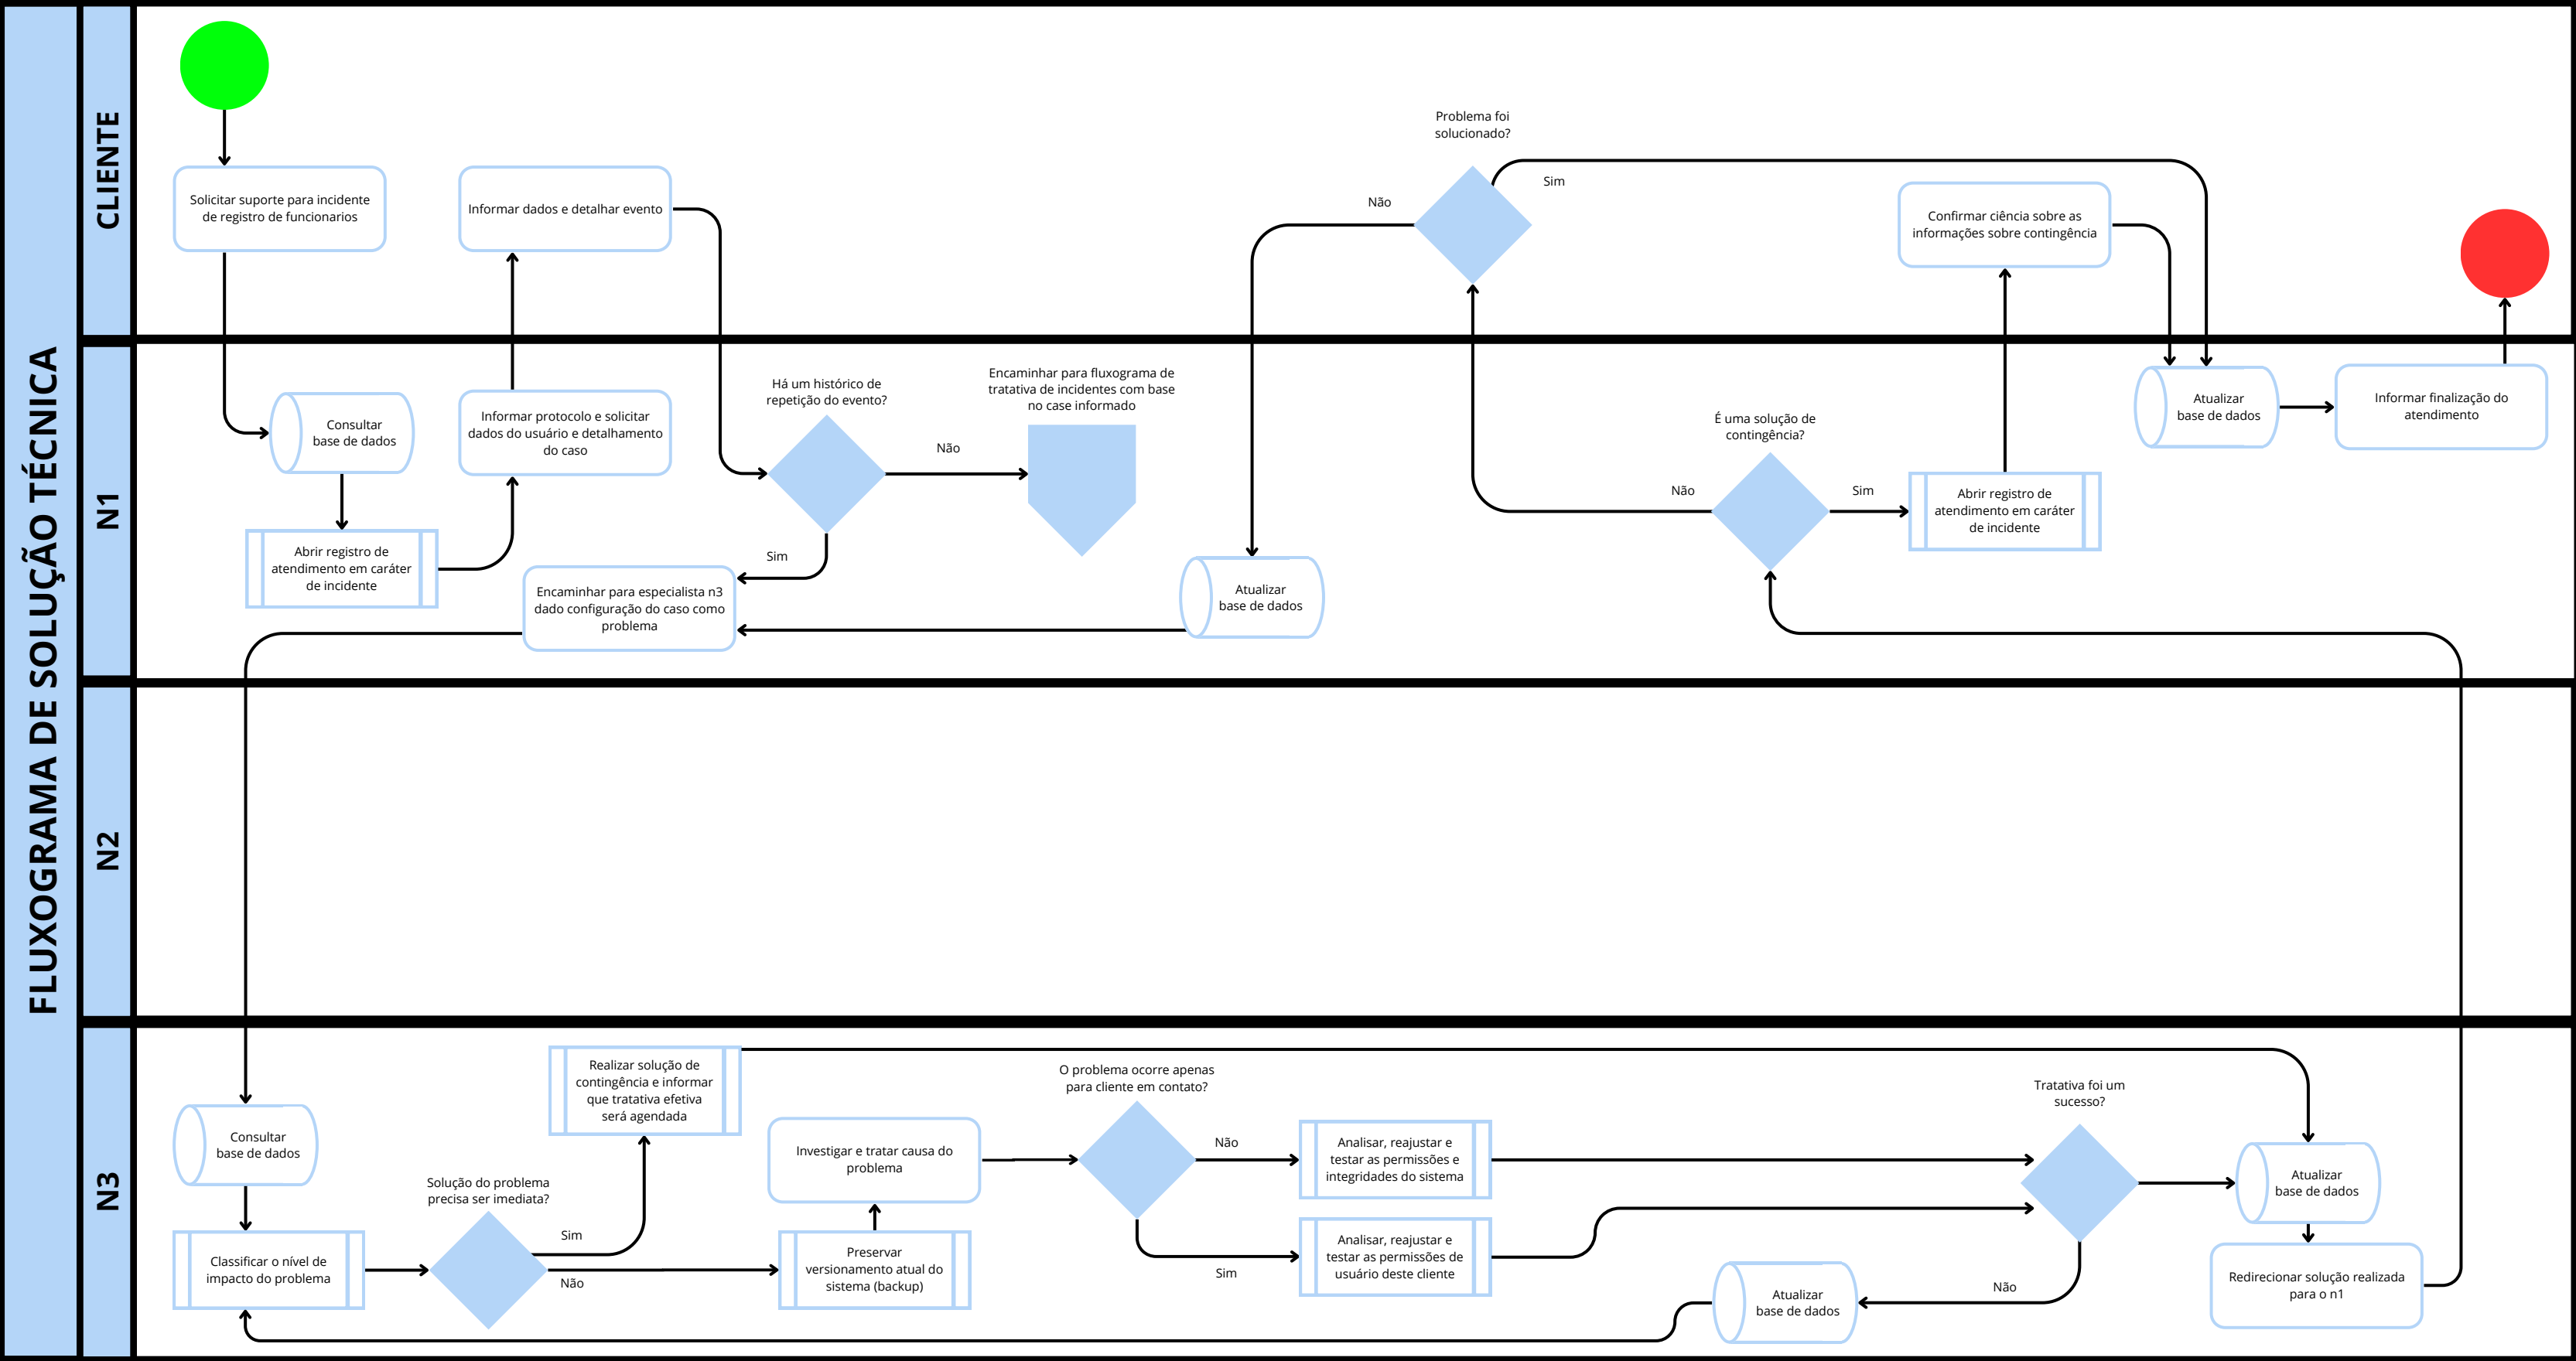 FLUXOGRAMA DE SOLUÇÃO TÉCNICA
CLIENTE
Solicitar suporte para incidente
de registro de funcionarios
Informar dados e detalhar evento
Problema foi
solucionado?
Não
Sim
Confirmar ciência sobre as
informações sobre contingência
N1
Consultar
base de dados
Abrir registro de
atendimento em caráter
de incidente
Informar protocolo e solicitar
dados do usuário e detalhamento
do caso
Há um histórico de
repetição do evento?
Não
Sim
Encaminhar para fluxograma de
tratativa de incidentes com base
no case informado
Encaminhar para especialista n3
dado configuração do caso como
problema
Atualizar
base de dados
É uma solução de
contingência?
Não
Sim
Abrir registro de
atendimento em caráter
de incidente
Atualizar
base de dados
Informar finalização do
atendimento
N2
N3
Consultar
base de dados
Classificar o nível de
impacto do problema
Solução do problema
precisa ser imediata?
Sim
Não
Realizar solução de
contingência e informar
que tratativa efetiva
será agendada
Preservar
versionamento atual do
sistema (backup)
Investigar e tratar causa do
problema
O problema ocorre apenas
para cliente em contato?
Não
Sim
Analisar, reajustar e
testar as permissões e
integridades do sistema
Analisar, reajustar e
testar as permissões de
usuário deste cliente
Tratativa foi um
sucesso?
Não
Atualizar
base de dados
Atualizar
base de dados
Redirecionar solução realizada
para o n1